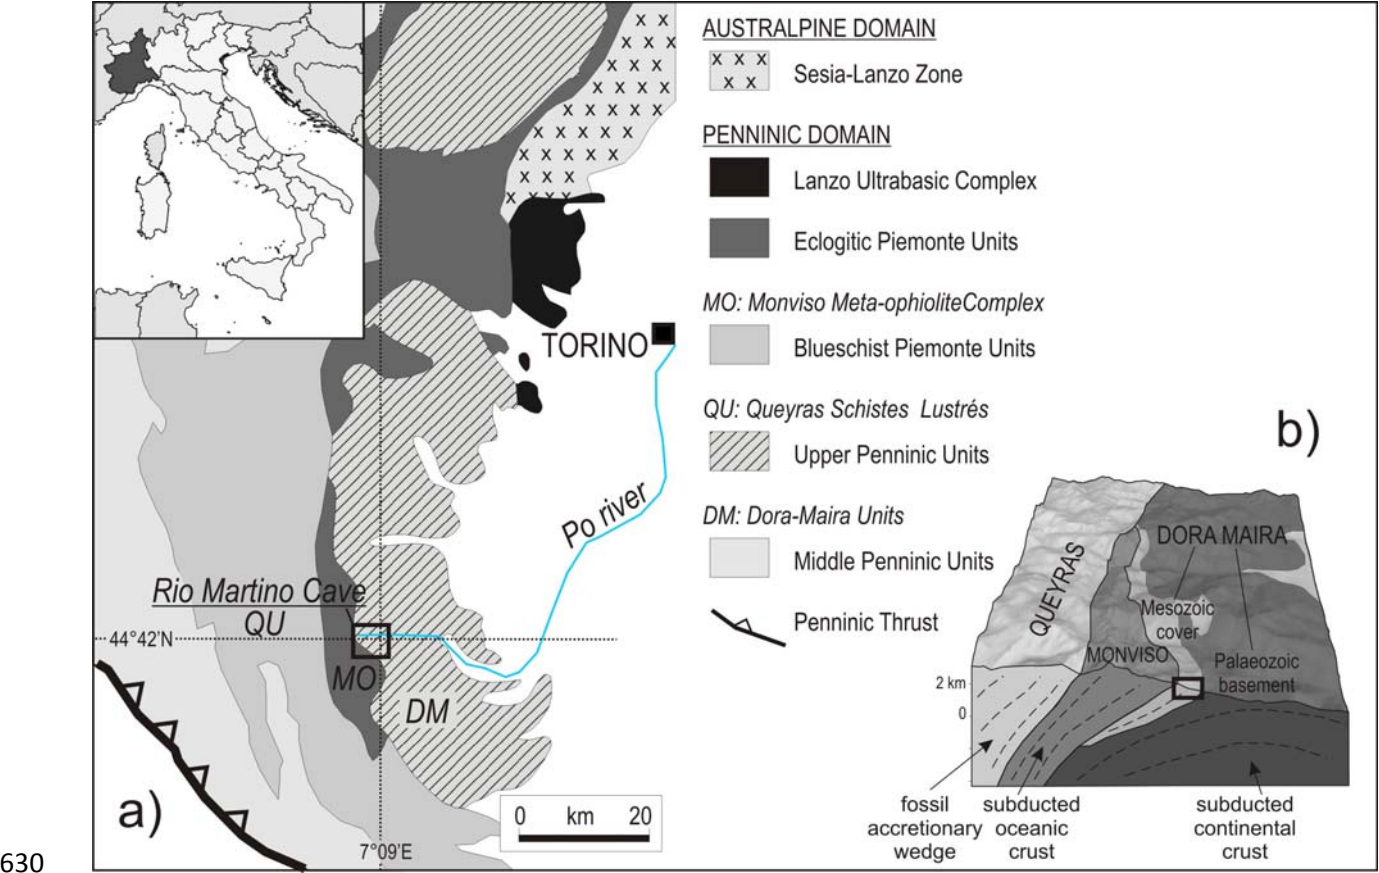 AUSTRALPINE DOMAIN
Sesia-Lanzo Zone
PENNINIC DOMAIN
Lanzo Ultrabasic Complex
Eclogitic Piemonte Units
MO: Monviso Meta-ophioliteComplex
Blueschist Piemonte Units
QU: Queyras Schistes Lustrés
Upper Penninic Units
DM: Dora-Maira Units
Middle Penninic Units
Penninic Thrust
TORINO
Po river
Rio Martino Cave
QU
44°42'N
MO
DM
a)
0 km 20
7°09'E
b)
QUEYRAS
DORA MAIRA
Mesozoic
cover
MONVISO
Palaeozoic
basement
2 km
0
fossil
accretionary
wedge
subducted
oceanic
crust
subducted
continental
crust
630